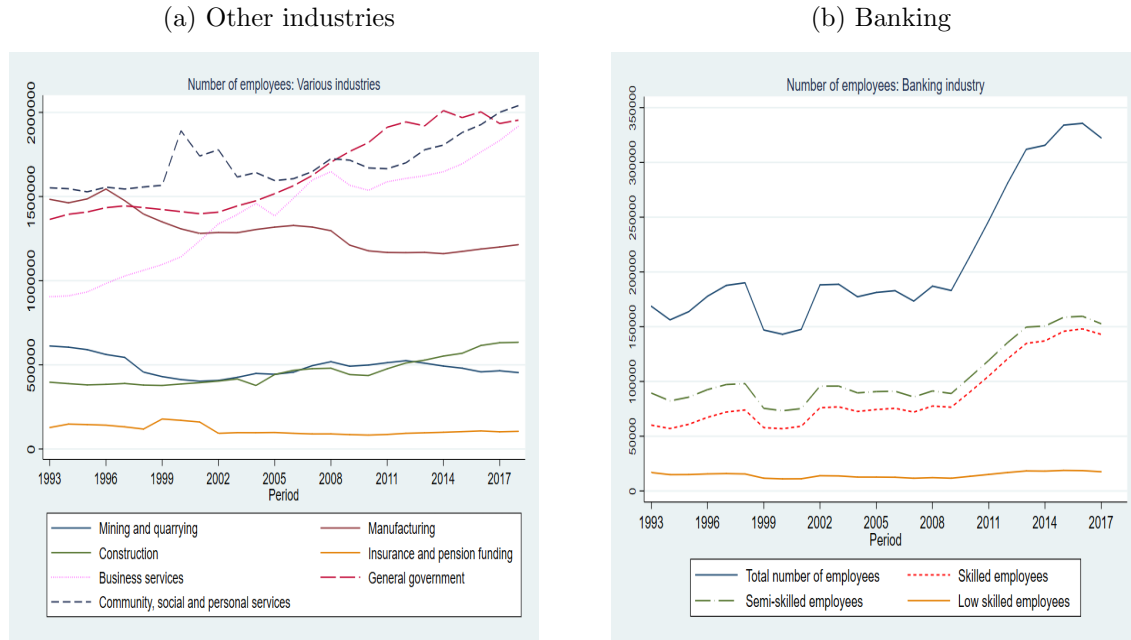 (a) Other industries
Number of employees: Various industries
2000000
1500000
1000000
500000
0
1993 1996 1999 2002 2005 2008 2011 2014 2017
Period
Mining and quarrying Manufacturing
Construction Insurance and pension funding
Business services General government
Community, social and personal services
(b) Banking
Number of employees: Banking industry
350000
300000
250000
200000
150000
100000
50000
0
1993 1996 1999 2002 2005 2008 2011 2014 2017
Period
Total number of employees Skilled employees
Semi-skilled employees Low skilled employees